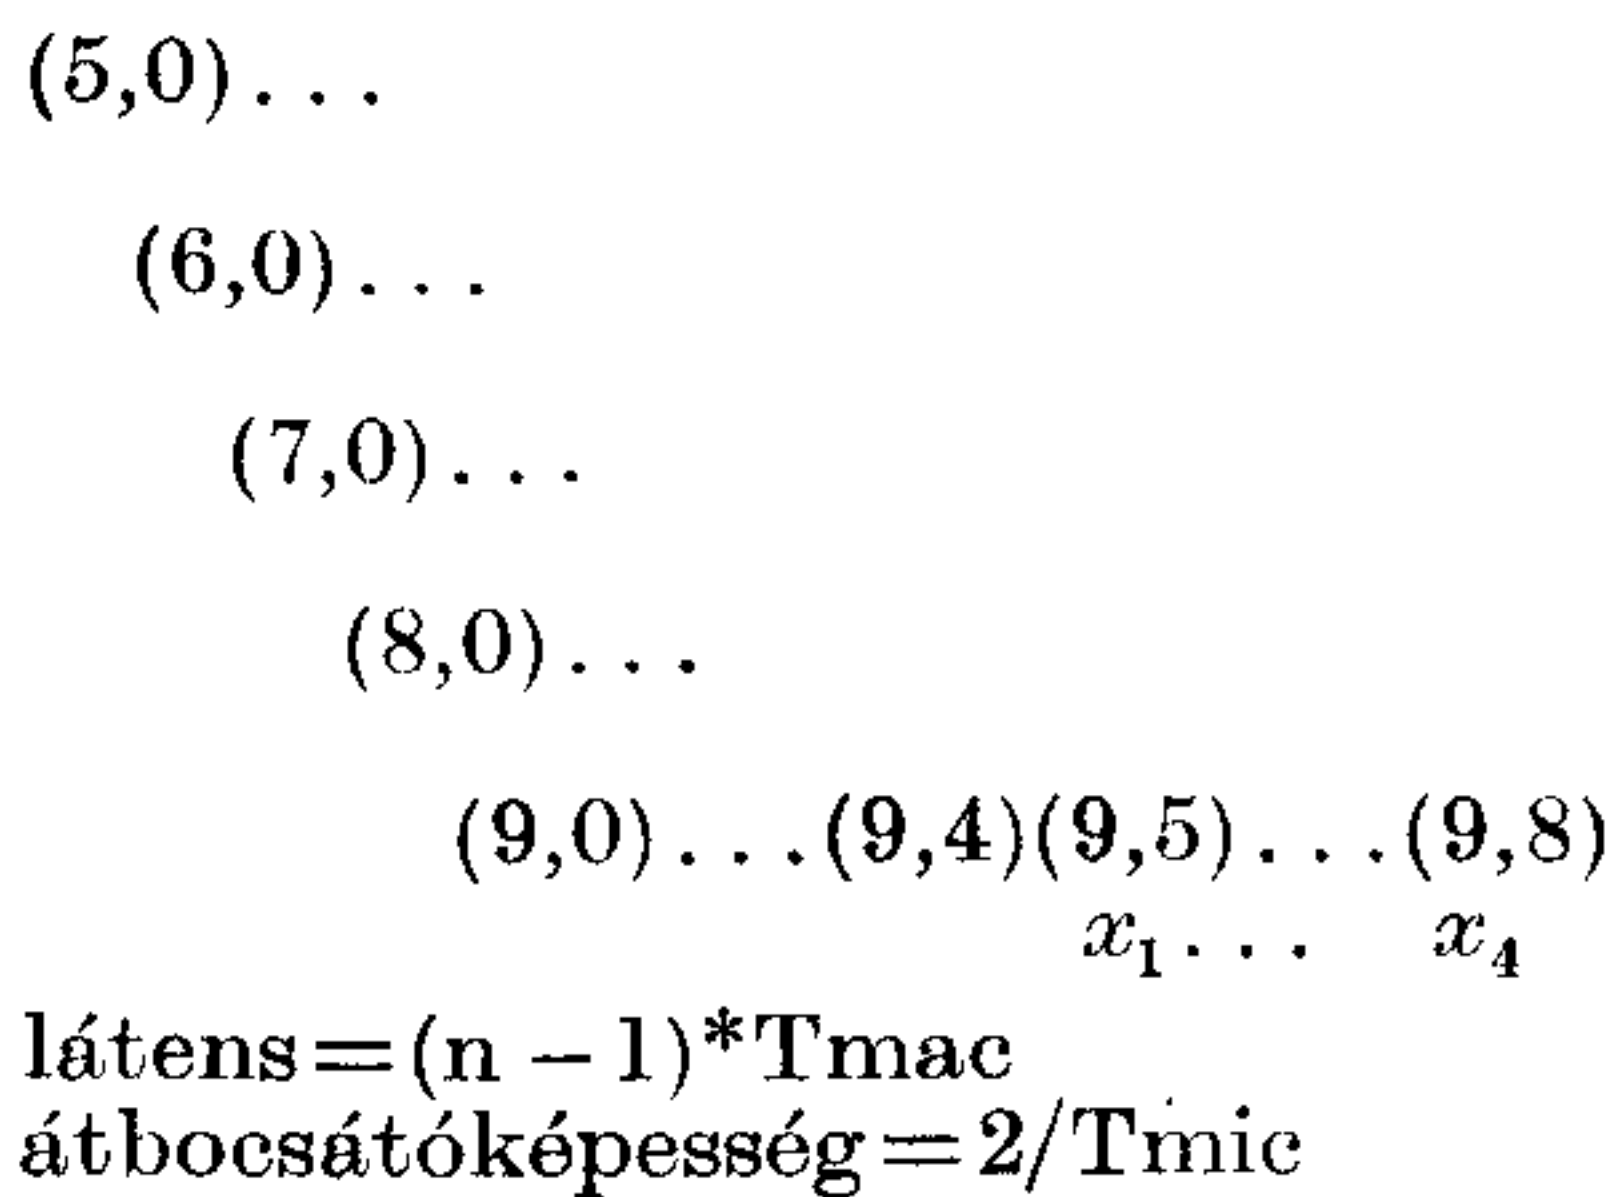 (5,0)...
(6,0)...
(7,0)...
(8,0)...
(9,0)...(9,4)(9,5)...(9,8)
x₁... x₄
látens=(n −1)*Tmac
átbocsátóképesség=2/Tmic